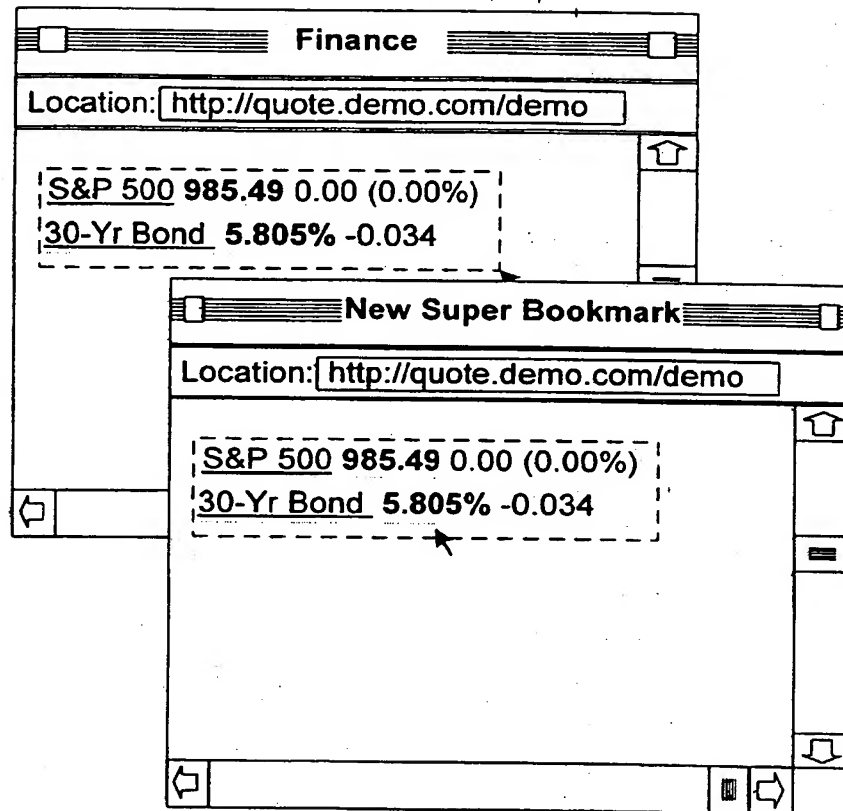 Finance
Location: http://quote.demo.com/demo
S&P 500 985.49 0.00 (0.00%)
30-Yr Bond 5.805% -0.034
New Super Bookmark
Location: http://quote.demo.com/demo
S&P 500 985.49 0.00 (0.00%)
30-Yr Bond 5.805% -0.034